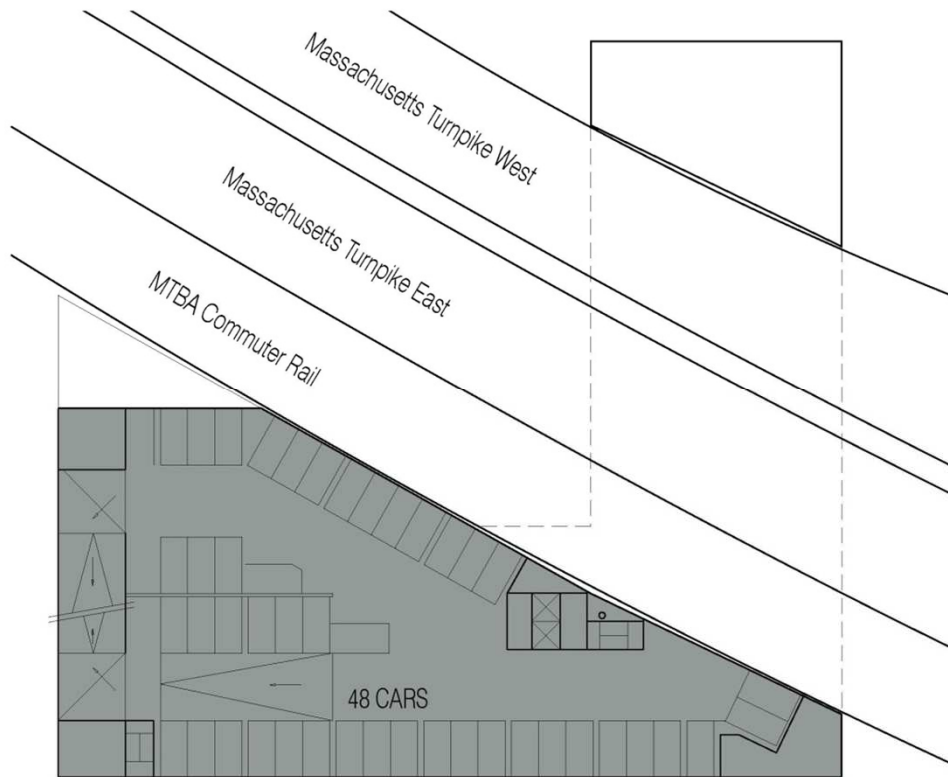 Massachusetts Turnpike West
Massachusetts Turnpike East
MTBA Commuter Rail
48 CARS